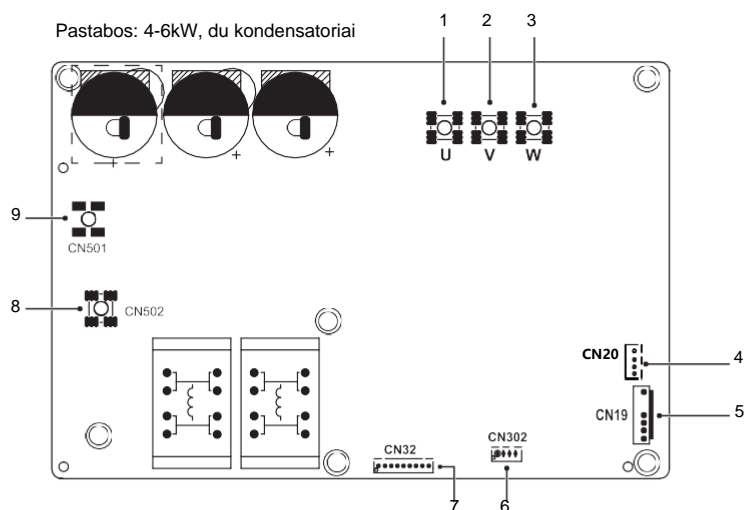 Pastabos: 4-6kW, du kondensatoriai
1 2 3
+ + +
U V W
9
CN501
8
CN502
CN20 4
CN19 5
CN302
CN32
7 6